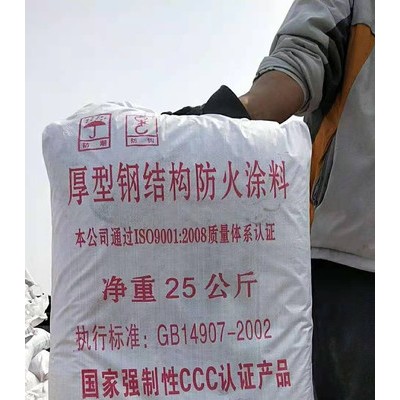 防潮
厚型钢结构防火涂料
本公司通过ISO9001:2008质量体系认证
净重 25 公斤
执行标准: GB14907-2002
国家强制性CCC认证产品